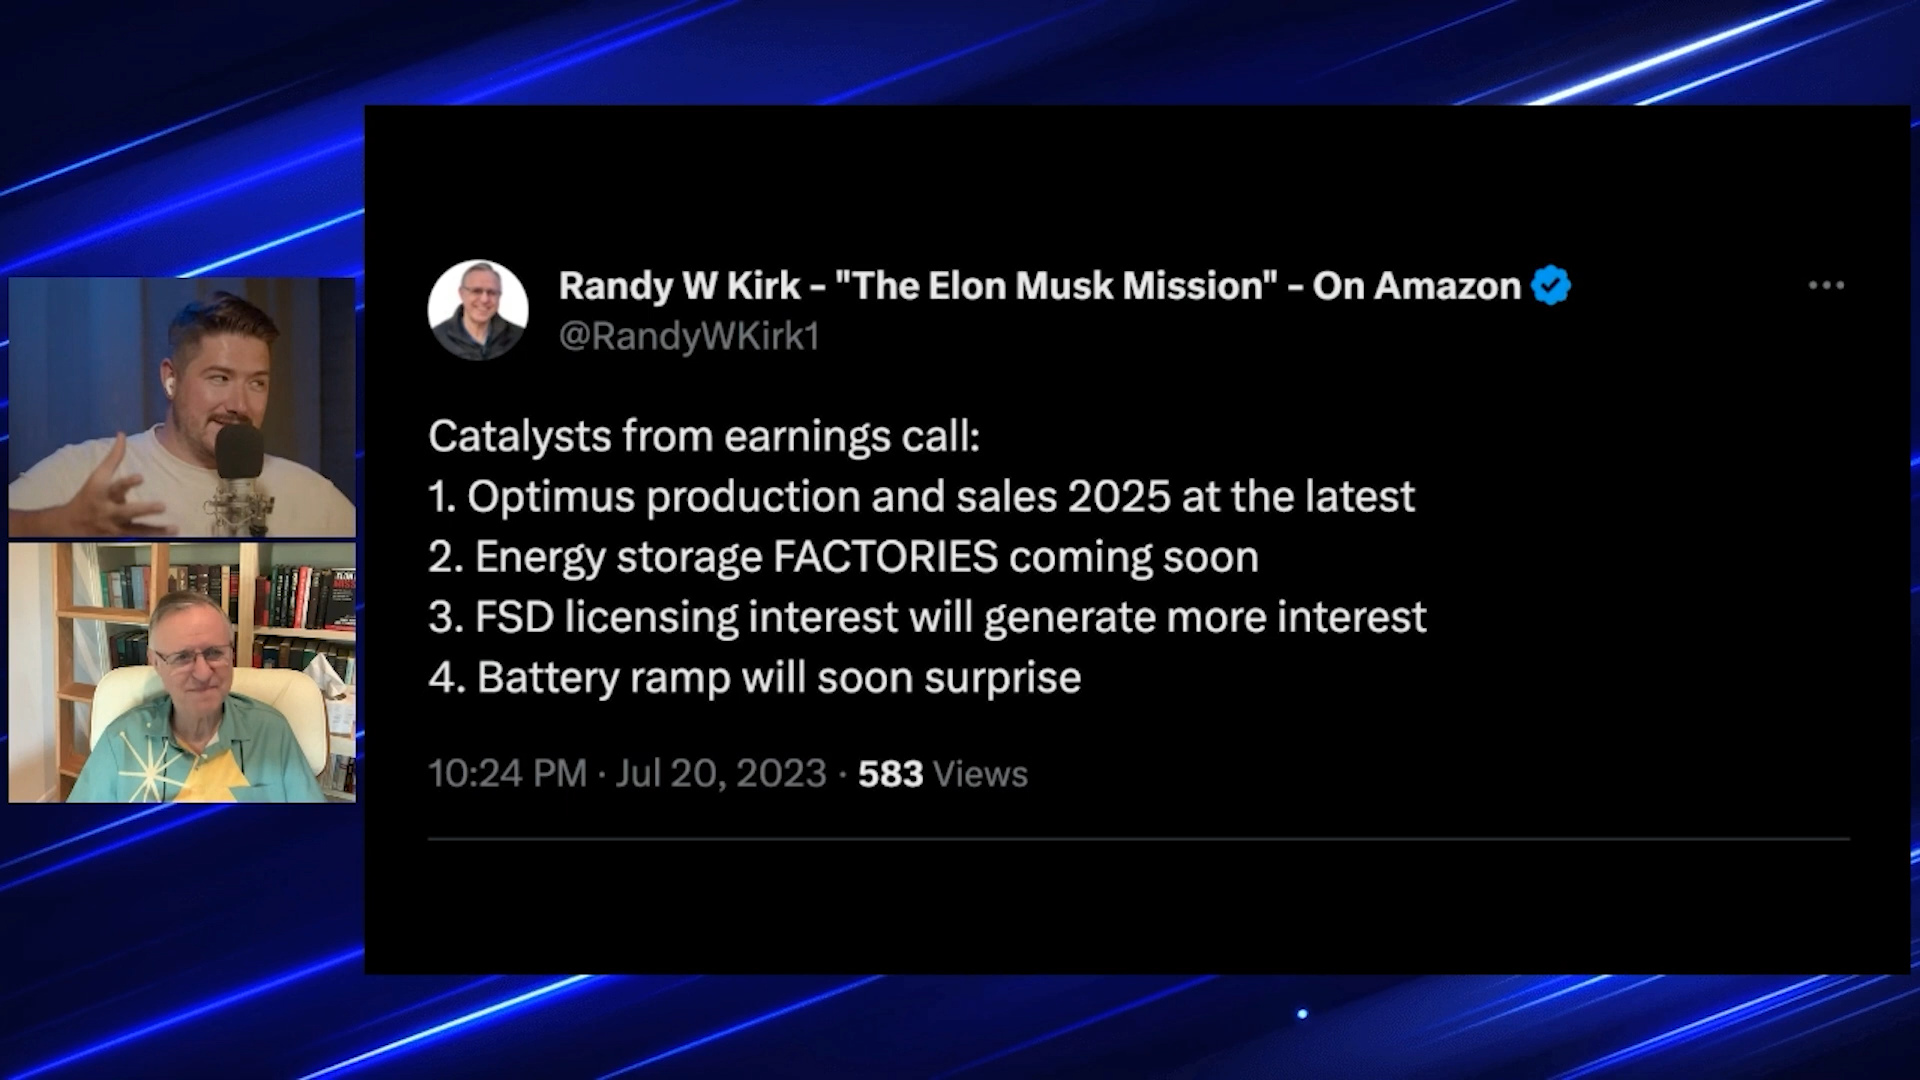 Randy W Kirk - "The Elon Musk Mission" - On Amazon
@RandyWKirk1
Catalysts from earnings call:
1. Optimus production and sales 2025 at the latest
2. Energy storage FACTORIES coming soon
3. FSD licensing interest will generate more interest
4. Battery ramp will soon surprise
10:24 PM · Jul 20, 2023 · 583 Views